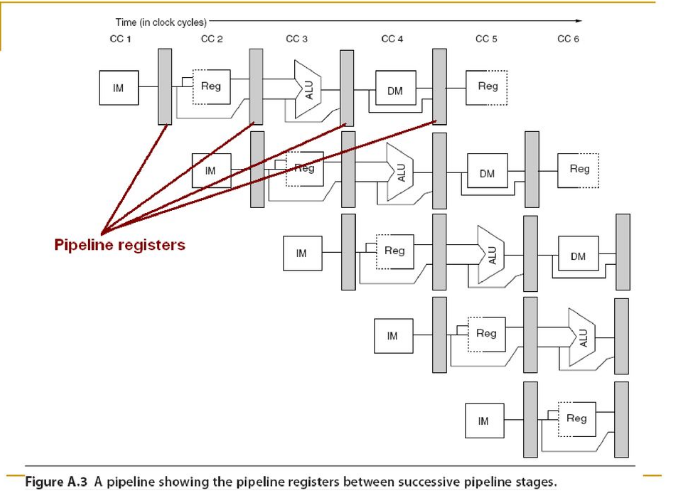 Time (in clock cycles)
CC 1 CC 2 CC 3 CC 4 CC 5 CC 6
IM Reg ALU DM Reg
IM Reg ALU DM Reg
Pipeline registers
IM Reg ALU DM
IM Reg ALU
IM Reg
Figure A.3 A pipeline showing the pipeline registers between successive pipeline stages.